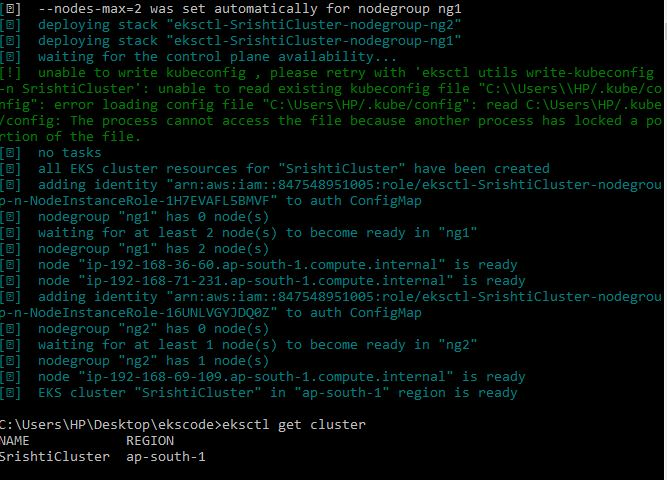 [⍰]  --nodes-max=2 was set automatically for nodegroup ng1
[⍰]  deploying stack "eksctl-SrishtiCluster-nodegroup-ng2"
[⍰]  deploying stack "eksctl-SrishtiCluster-nodegroup-ng1"
[⍰]  waiting for the control plane availability...
[!]  unable to write kubeconfig , please retry with 'eksctl utils write-kubeconfig
-n SrishtiCluster': unable to read existing kubeconfig file "C:\\Users\\HP/.kube/co
nfig": error loading config file "C:\Users\HP/.kube/config": read C:\Users\HP/.kube
/config: The process cannot access the file because another process has locked a po
rtion of the file.
[⍰]  no tasks
[⍰]  all EKS cluster resources for "SrishtiCluster" have been created
[⍰]  adding identity "arn:aws:iam::847548951005:role/eksctl-SrishtiCluster-nodegrou
p-n-NodeInstanceRole-1H7EVAFL5BMVF" to auth ConfigMap
[⍰]  nodegroup "ng1" has 0 node(s)
[⍰]  waiting for at least 2 node(s) to become ready in "ng1"
[⍰]  nodegroup "ng1" has 2 node(s)
[⍰]  node "ip-192-168-36-60.ap-south-1.compute.internal" is ready
[⍰]  node "ip-192-168-71-231.ap-south-1.compute.internal" is ready
[⍰]  adding identity "arn:aws:iam::847548951005:role/eksctl-SrishtiCluster-nodegrou
p-n-NodeInstanceRole-16UNLVGYJDQ0Z" to auth ConfigMap
[⍰]  nodegroup "ng2" has 0 node(s)
[⍰]  waiting for at least 1 node(s) to become ready in "ng2"
[⍰]  nodegroup "ng2" has 1 node(s)
[⍰]  node "ip-192-168-69-109.ap-south-1.compute.internal" is ready
[⍰]  EKS cluster "SrishtiCluster" in "ap-south-1" region is ready
C:\Users\HP\Desktop\ekscode>eksctl get cluster
NAME            REGION
SrishtiCluster  ap-south-1